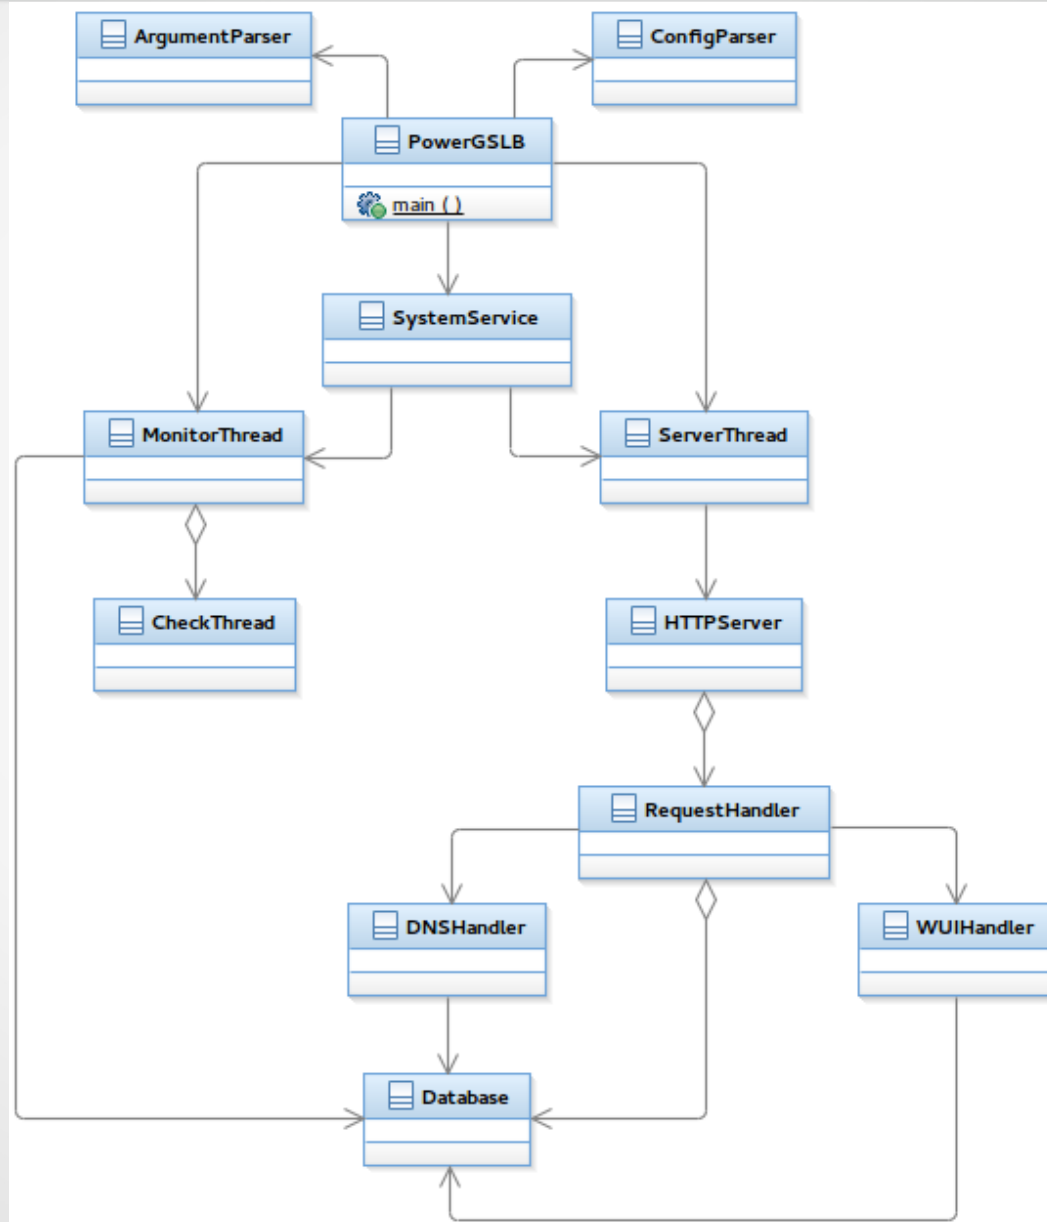 ArgumentParser
ConfigParser
PowerGSLB
main ( )
SystemService
MonitorThread
ServerThread
CheckThread
HTTPServer
RequestHandler
DNSHandler
WUIHandler
Database